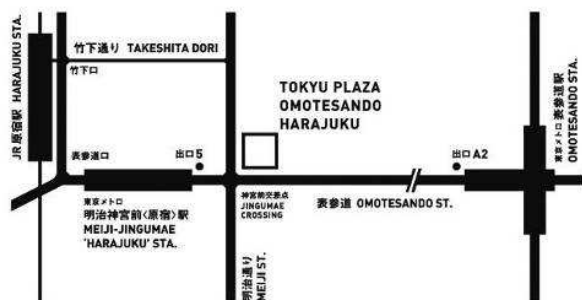 JR 原宿駅 HARAJUKU STA.
竹下通り TAKESHITA DORI
竹下口
TOKYU PLAZA
OMOTESANDO
HARAJUKU
東京メトロ 表参道駅
OMOTESANDO STA.
表参道口
出口 5
出口 A2
東京メトロ
明治神宮前〈原宿〉駅
MEIJI-JINGUMAE
'HARAJUKU' STA.
神宮前交差点
JINGUMAE
CROSSING
表参道 OMOTESANDO ST.
明治通り
MEIJI ST.